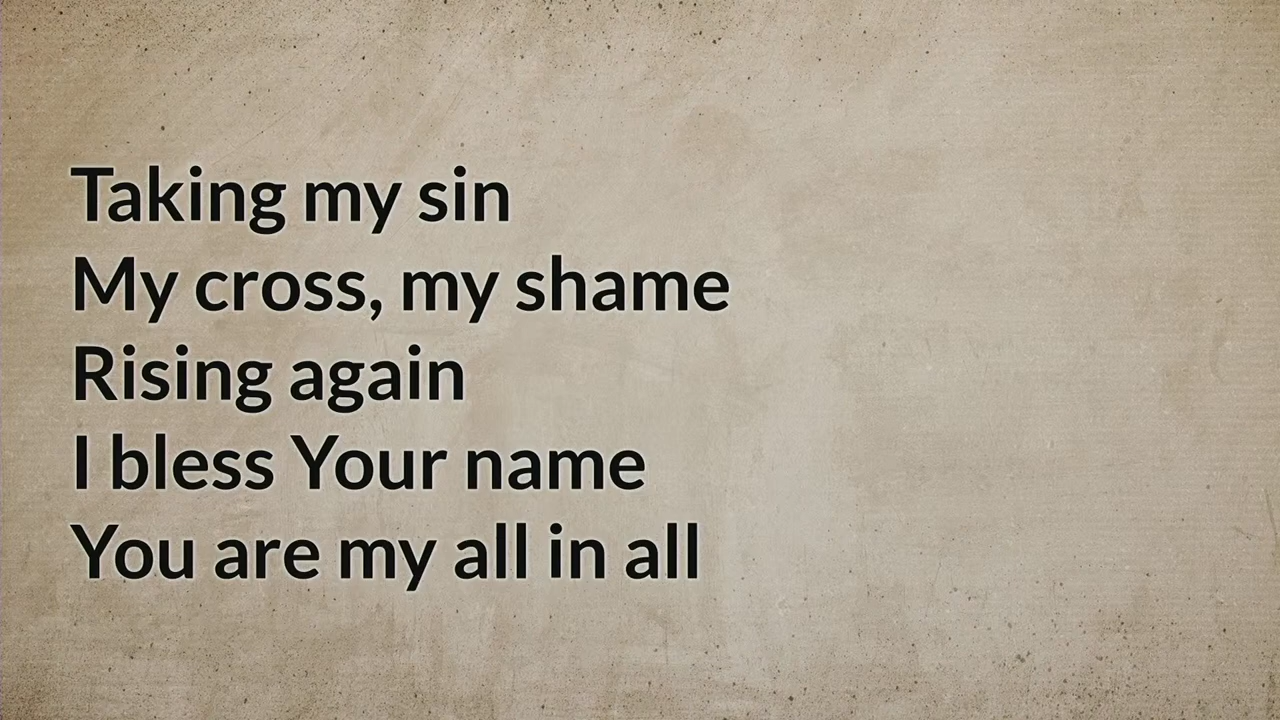 Taking my sin
My cross, my shame
Rising again
I bless Your name
You are my all in all